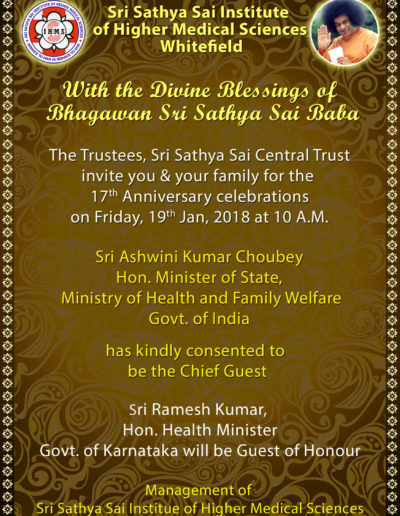 Sri Sathya Sai Institute
of Higher Medical Sciences
Whitefield
IHMS
With the Divine Blessings of
Bhagawan Sri Sathya Sai Baba
The Trustees, Sri Sathya Sai Central Trust
invite you & your family for the
17th Anniversary celebrations
on Friday, 19th Jan, 2018 at 10 A.M.
Sri Ashwini Kumar Choubey
Hon. Minister of State,
Ministry of Health and Family Welfare
Govt. of India
has kindly consented to
be the Chief Guest
Sri Ramesh Kumar,
Hon. Health Minister
Govt. of Karnataka will be Guest of Honour
Management of
Sri Sathya Sai Institue of Higher Medical Sciences